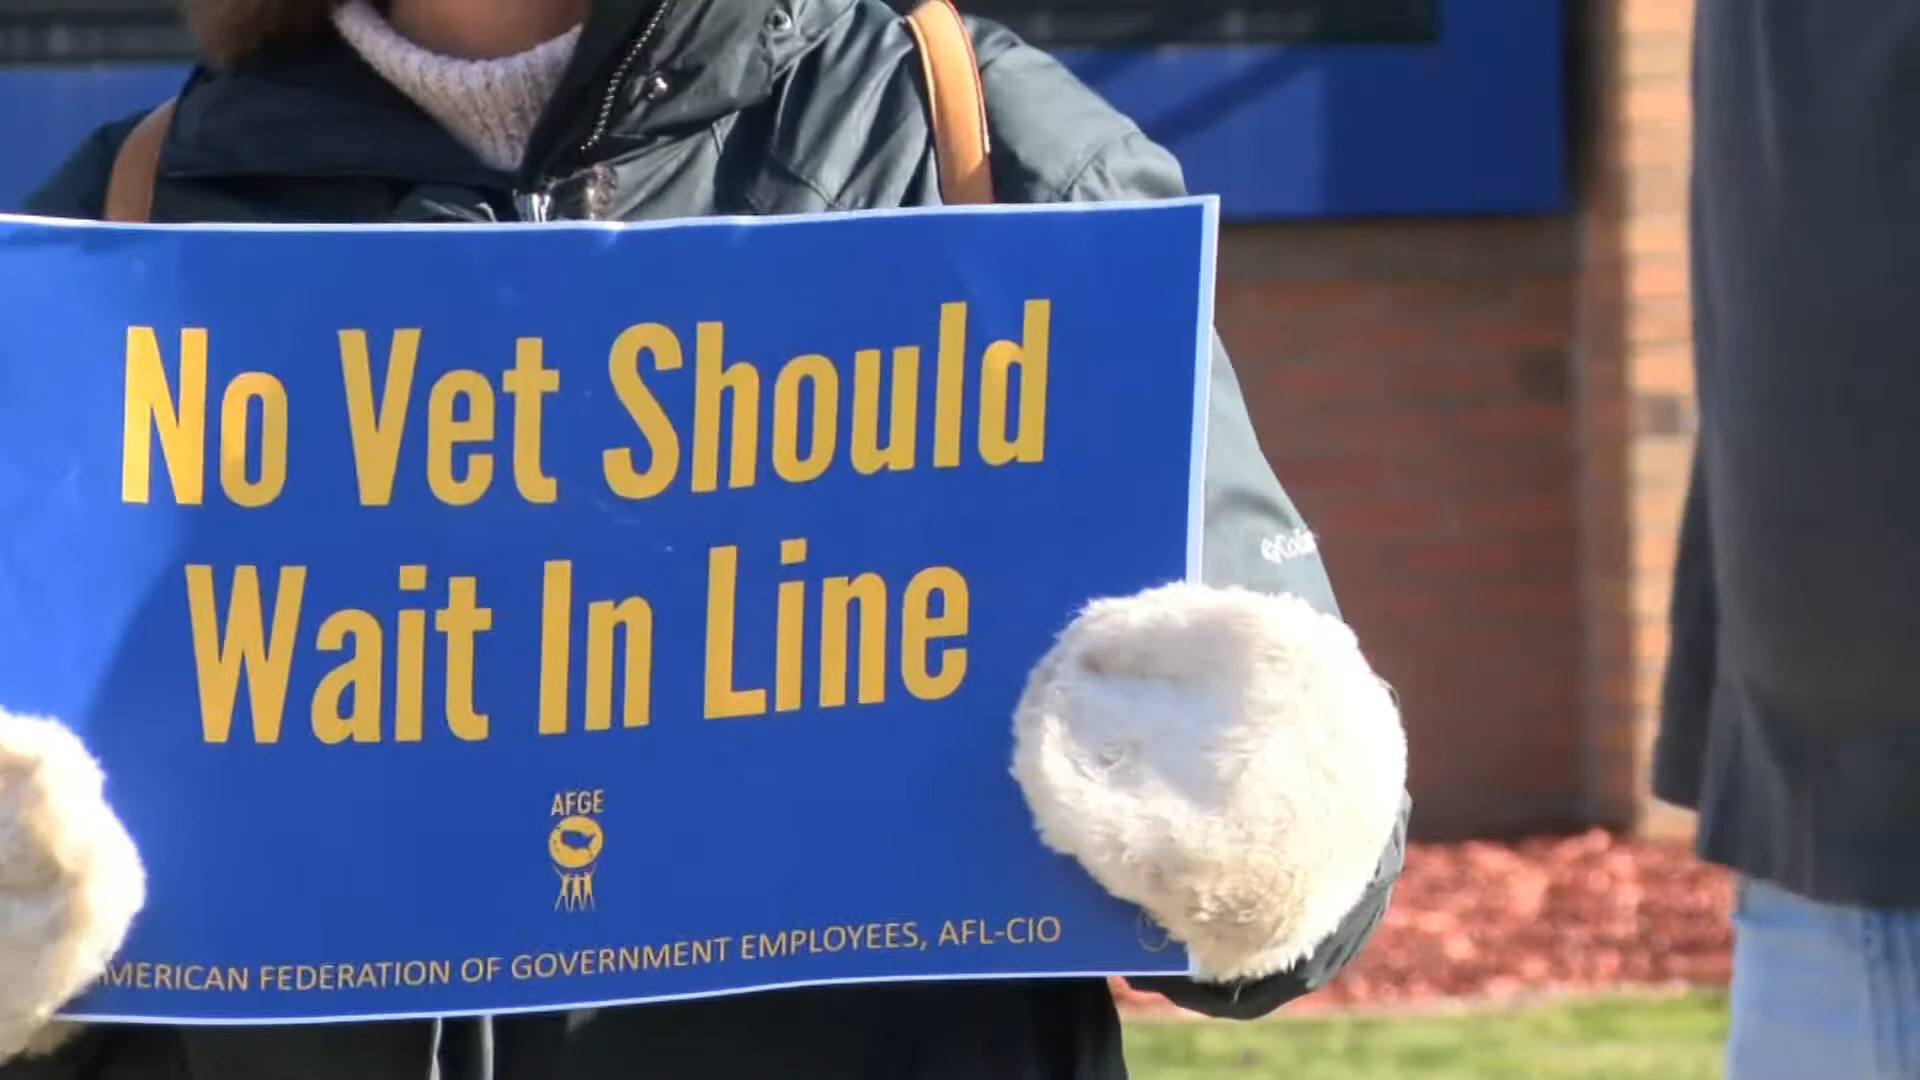 No Vet Should
Wait In Line
AFGE
AMERICAN FEDERATION OF GOVERNMENT EMPLOYEES, AFL-CIO